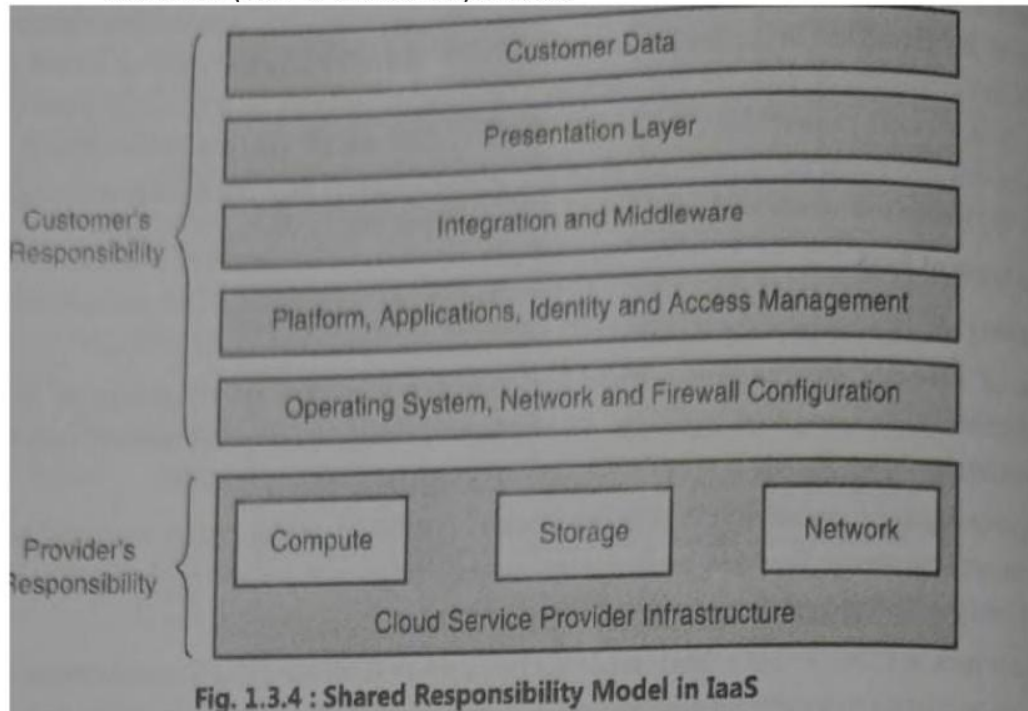 Customer Data
Presentation Layer
Integration and Middleware
Customer's
Responsibility
Platform, Applications, Identity and Access Management
Operating System, Network and Firewall Configuration
Compute
Storage
Network
Provider's
esponsibility
Cloud Service Provider Infrastructure
Fig. 1.3.4 : Shared Responsibility Model in IaaS